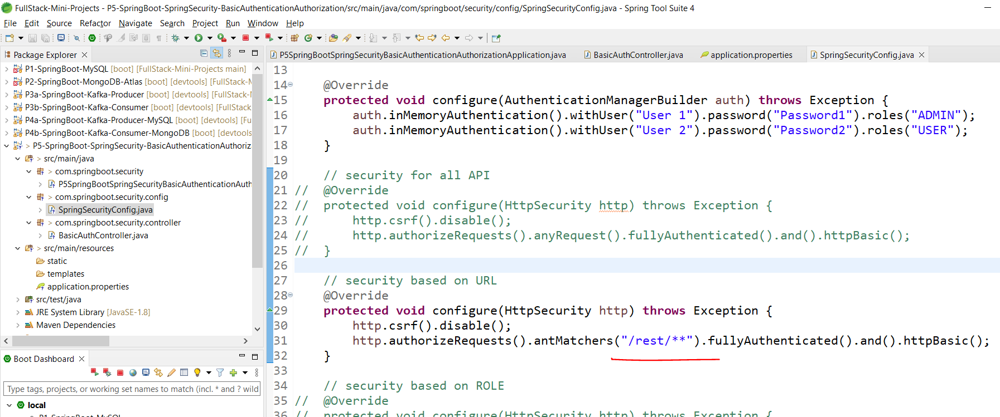 FullStack-Mini-Projects - P5-SpringBoot-SpringSecurity-BasicAuthenticationAuthorization/src/main/java/com/springboot/security/config/SpringSecurityConfig.java - Spring Tool Suite 4
File Edit Source Refactor Navigate Search Project Run Window Help
Package Explorer
P1-SpringBoot-MySQL [boot] [FullStack-Mini-Projects main]
P2-SpringBoot-MongoDB-Atlas [boot] [devtools] [FullStack-M
P3a-SpringBoot-Kafka-Producer [boot] [devtools] [FullStack-
P3b-SpringBoot-Kafka-Consumer [boot] [devtools] [FullStack
P4a-SpringBoot-Kafka-Producer-MySQL [boot] [devtools] [Fu
P4b-SpringBoot-Kafka-Consumer-MongoDB [boot] [devtools
> P5-SpringBoot-SpringSecurity-BasicAuthenticationAuthoriz
> src/main/java
> com.springboot.security
P5SpringBootSpringSecurityBasicAuthenticationAuth
> com.springboot.security.config
SpringSecurityConfig.java
> com.springboot.security.controller
BasicAuthController.java
> src/main/resources
static
templates
application.properties
src/test/java
JRE System Library [JavaSE-1.8]
Maven Dependencies
Boot Dashboard
Type tags, projects, or working set names to match (incl. * and ? wild
local
P1-SpringBoot-MySQL
P5SpringBootSpringSecurityBasicAuthenticationAuthorizationApplication.java BasicAuthController.java application.properties SpringSecurityConfig.java
13
14 @Override
15 protected void configure(AuthenticationManagerBuilder auth) throws Exception {
16 auth.inMemoryAuthentication().withUser("User 1").password("Password1").roles("ADMIN");
17 auth.inMemoryAuthentication().withUser("User 2").password("Password2").roles("USER");
18 }
19
20 // security for all API
21 // @Override
22 // protected void configure(HttpSecurity http) throws Exception {
23 // http.csrf().disable();
24 // http.authorizeRequests().anyRequest().fullyAuthenticated().and().httpBasic();
25 // }
26
27 // security based on URL
28 @Override
29 protected void configure(HttpSecurity http) throws Exception {
30 http.csrf().disable();
31 http.authorizeRequests().antMatchers("/rest/**").fullyAuthenticated().and().httpBasic();
32 }
33
34 // security based on ROLE
35 // @Override
36 // protected void configure(HttpSecurity http) throws Exception {